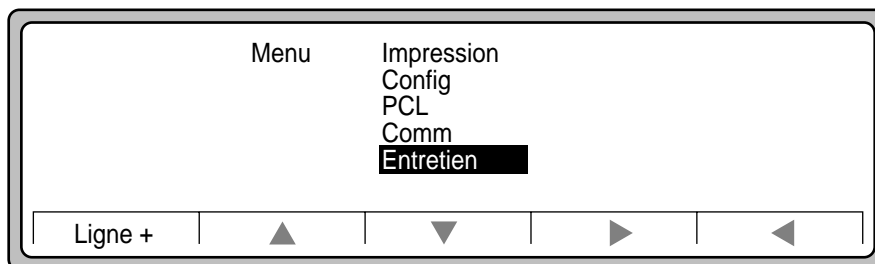 Menu Impression
Config
PCL
Comm
Entretien
Ligne +